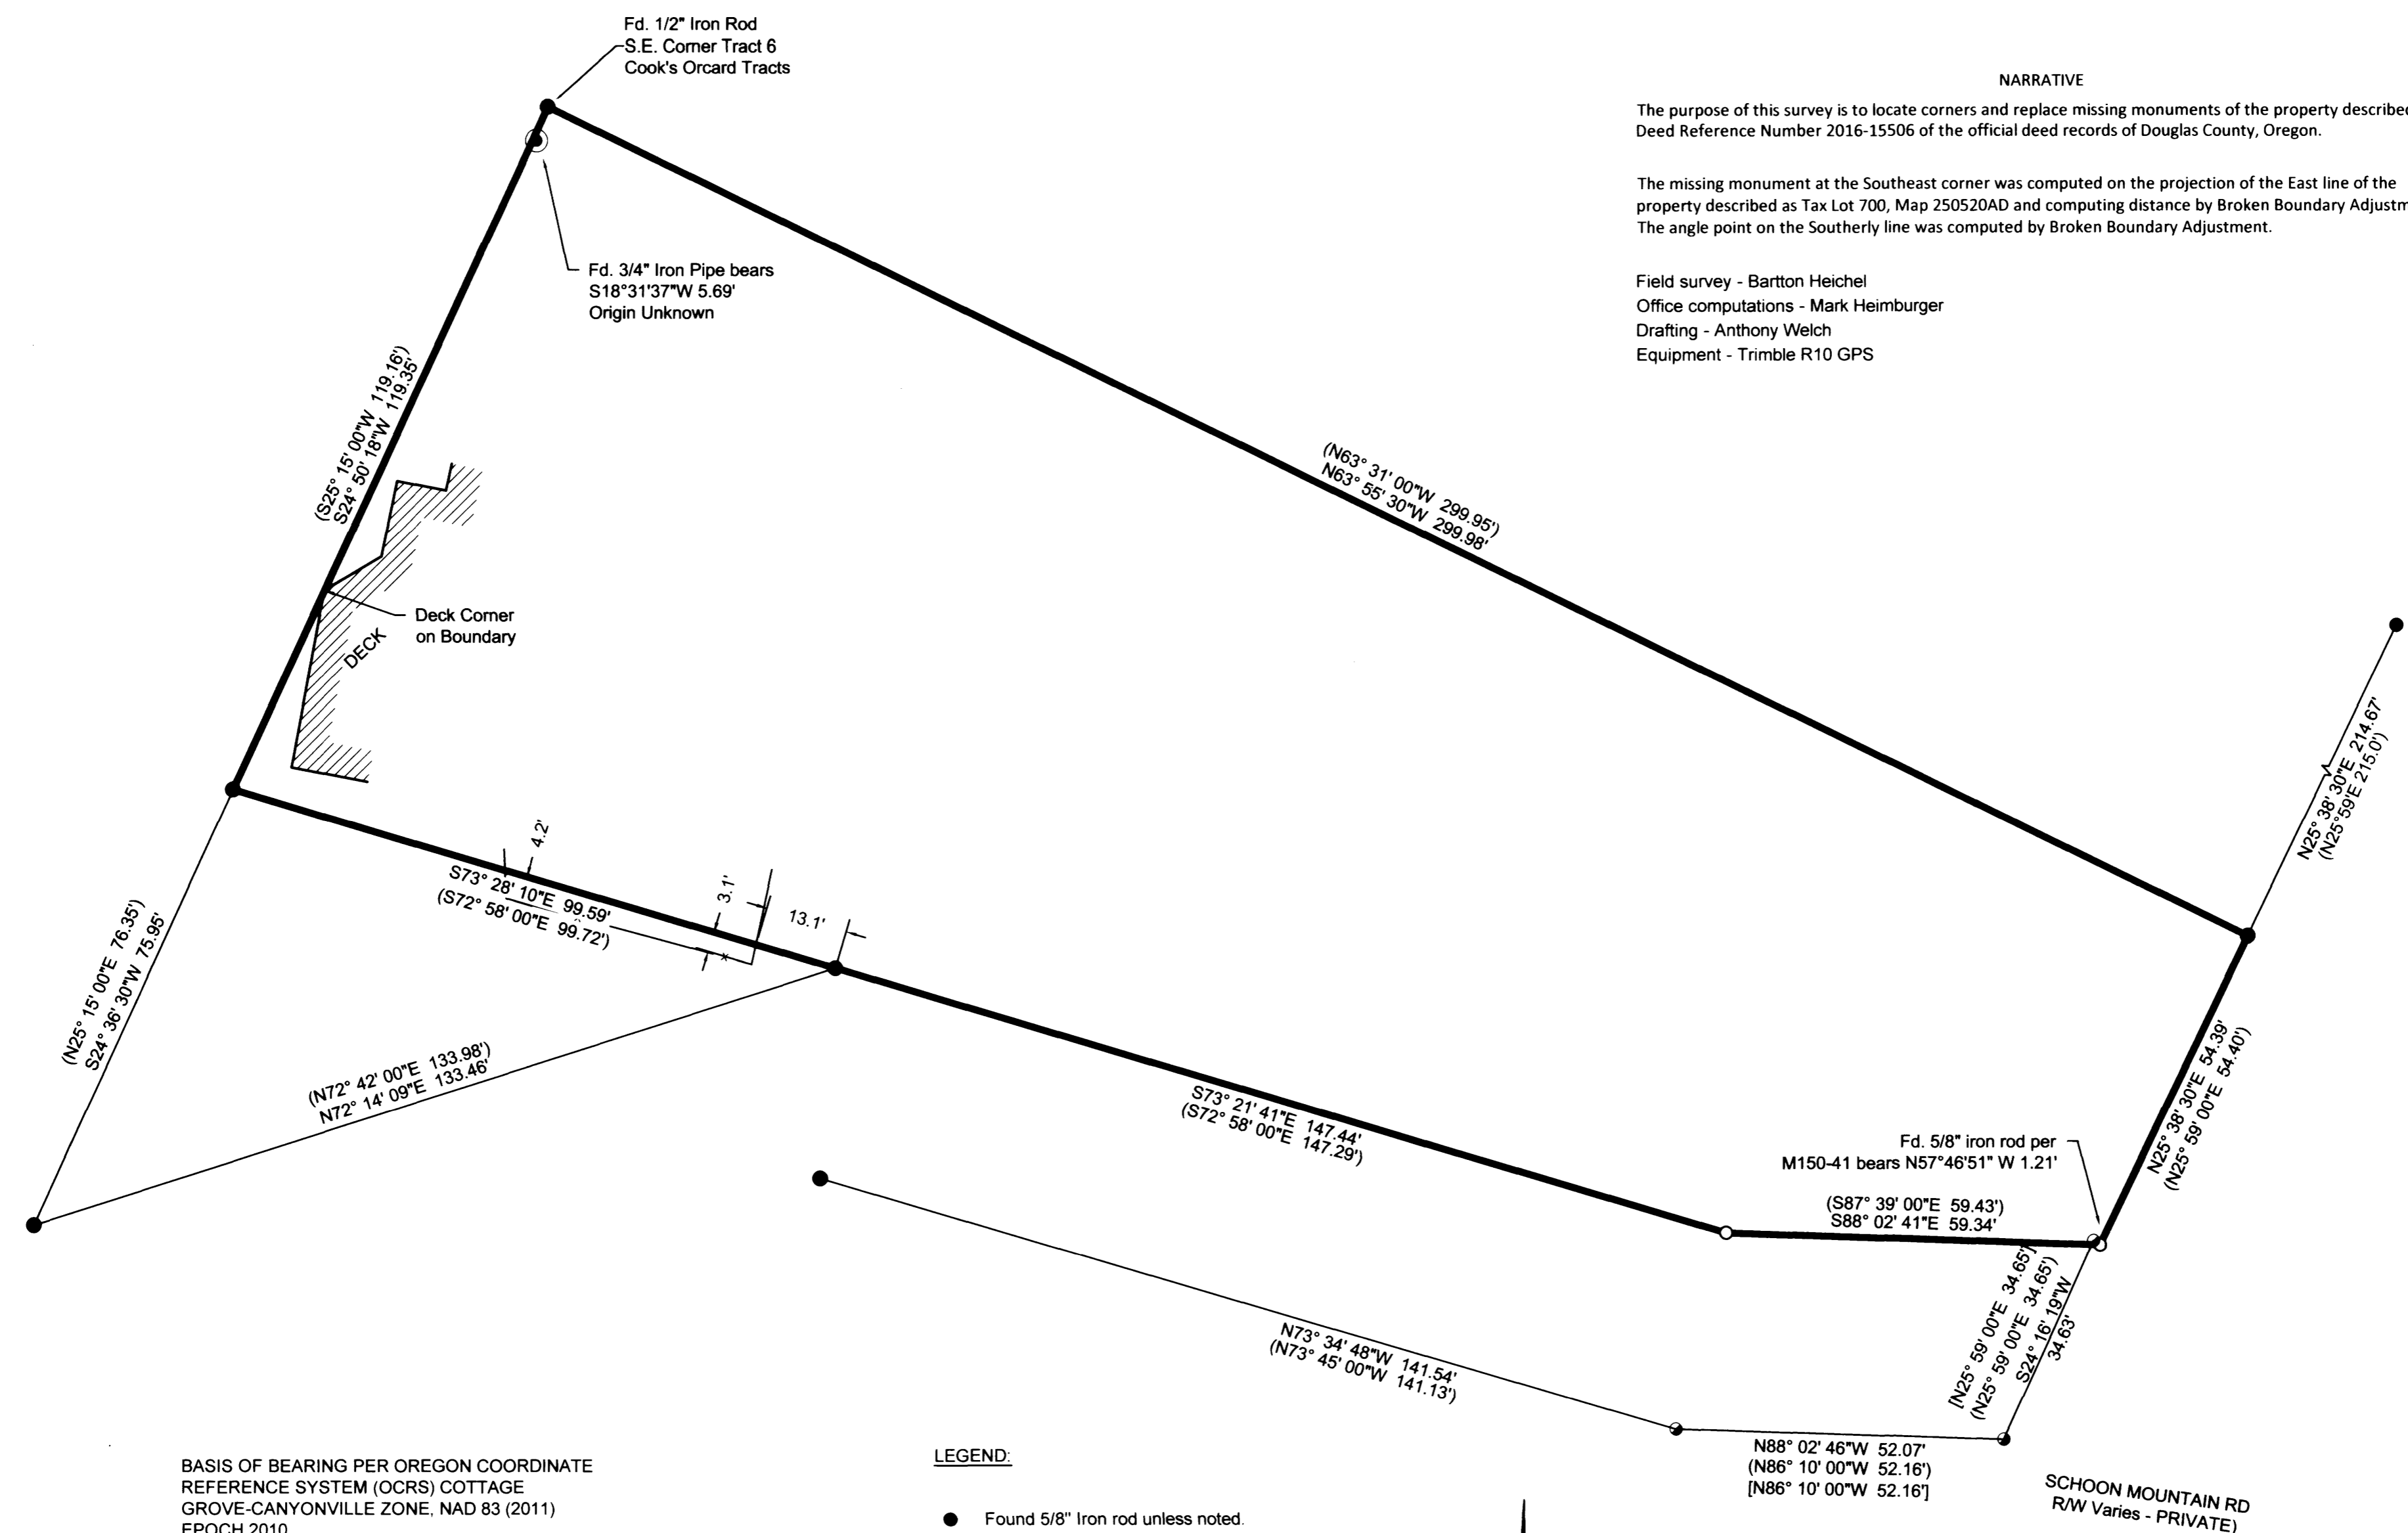 Fd. 1/2" Iron Rod
S.E. Corner Tract 6
Cook's Orcard Tracts
NARRATIVE
The purpose of this survey is to locate corners and replace missing monuments of the property described
Deed Reference Number 2016-15506 of the official deed records of Douglas County, Oregon.
The missing monument at the Southeast corner was computed on the projection of the East line of the
property described as Tax Lot 700, Map 250520AD and computing distance by Broken Boundary Adjustm
The angle point on the Southerly line was computed by Broken Boundary Adjustment.
Field survey - Bartton Heichel
Office computations - Mark Heimburger
Drafting - Anthony Welch
Equipment - Trimble R10 GPS
Fd. 3/4" Iron Pipe bears
S18°31'37"W 5.69'
Origin Unknown
(S25° 15' 00"W 119.16')
S24° 50' 18"W 119.35'
(N63° 31' 00"W 299.95')
N63° 55' 30"W 299.98'
Deck Corner
on Boundary
DECK
N25° 38' 30"E 214.67'
(N25°59'E 215.0')
4.2'
S73° 28' 10"E 99.59'
(S72° 58' 00"E 99.72')
3.1'
13.1'
(N25° 15' 00"E 76.35')
S24° 36' 30"W 75.95'
(N72° 42' 00"E 133.98')
N72° 14' 09"E 133.46'
S73° 21' 41"E 147.44'
(S72° 58' 00"E 147.29')
Fd. 5/8" iron rod per
M150-41 bears N57°46'51" W 1.21'
N25° 38' 30"E 54.39'
(N25° 59' 00"E 54.40')
(S87° 39' 00"E 59.43')
S88° 02' 41"E 59.34'
[N25° 59' 00"E 34.65']
(N25° 59' 00"E 34.65')
S24° 16' 19"W
34.63'
N73° 34' 48"W 141.54'
(N73° 45' 00"W 141.13')
N88° 02' 46"W 52.07'
(N86° 10' 00"W 52.16')
[N86° 10' 00"W 52.16']
SCHOON MOUNTAIN RD
R/W Varies - PRIVATE)
BASIS OF BEARING PER OREGON COORDINATE
REFERENCE SYSTEM (OCRS) COTTAGE
GROVE-CANYONVILLE ZONE, NAD 83 (2011)
EPOCH 2010
LEGEND:
Found 5/8" Iron rod unless noted.